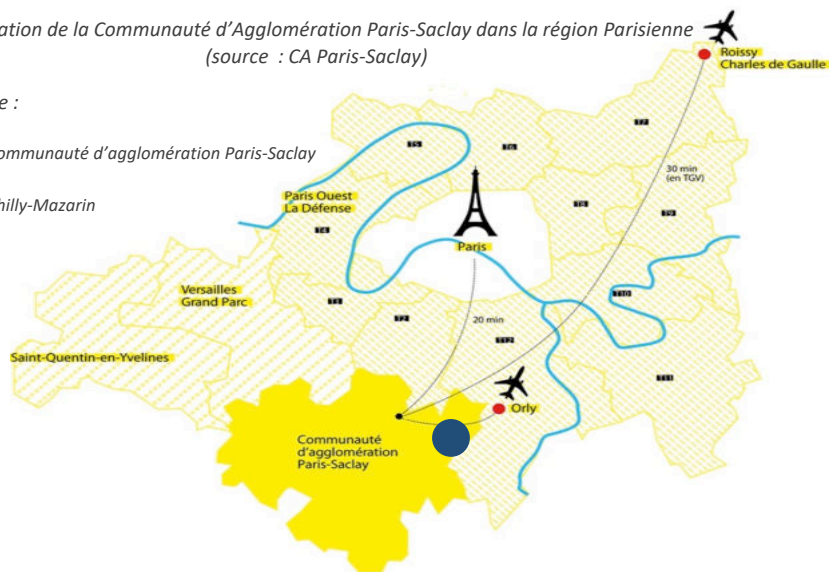 ation de la Communauté d'Agglomération Paris-Saclay dans la région Parisienne
(source : CA Paris-Saclay)
e :
ommunauté d'agglomération Paris-Saclay
hilly-Mazarin
Roissy
Charles de Gaulle
T7
T5
T6
30 min
(en TGV)
Paris Ouest
La Défense
T4
T8
T9
Paris
Versailles
Grand Parc
T3
T2
20 min
T10
T12
Saint-Quentin-en-Yvelines
T11
Orly
Communauté
d'agglomération
Paris-Saclay